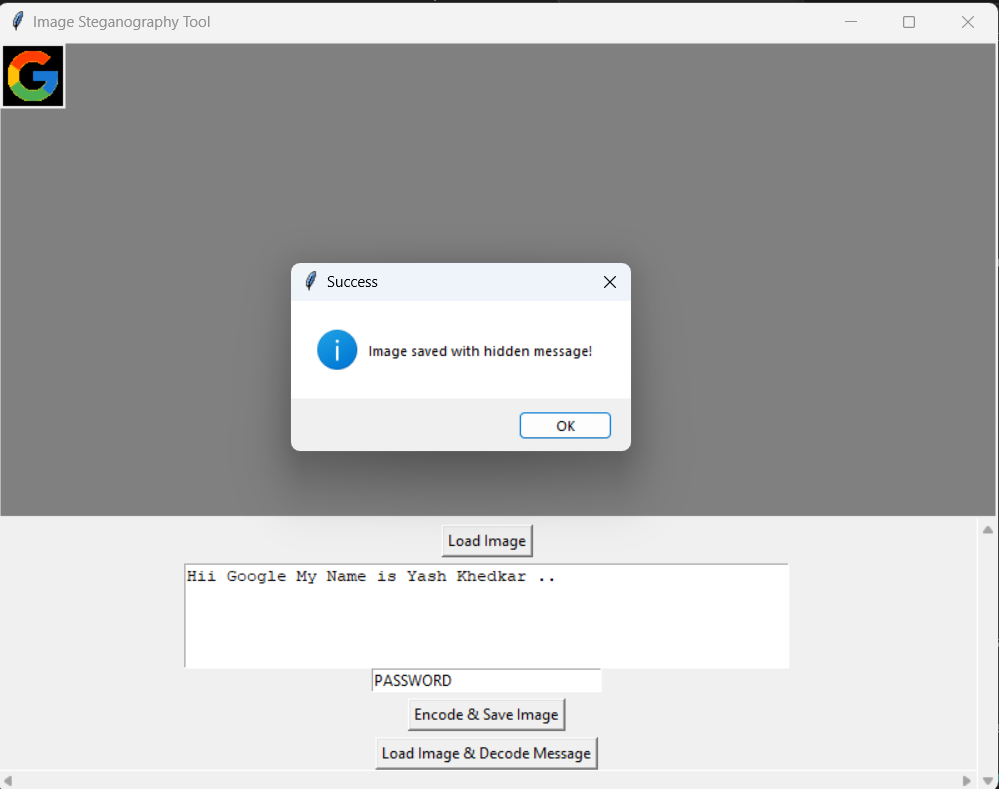 Image Steganography Tool
G
Success
Image saved with hidden message!
OK
Load Image
Hii Google My Name is Yash Khedkar ..
PASSWORD
Encode & Save Image
Load Image & Decode Message